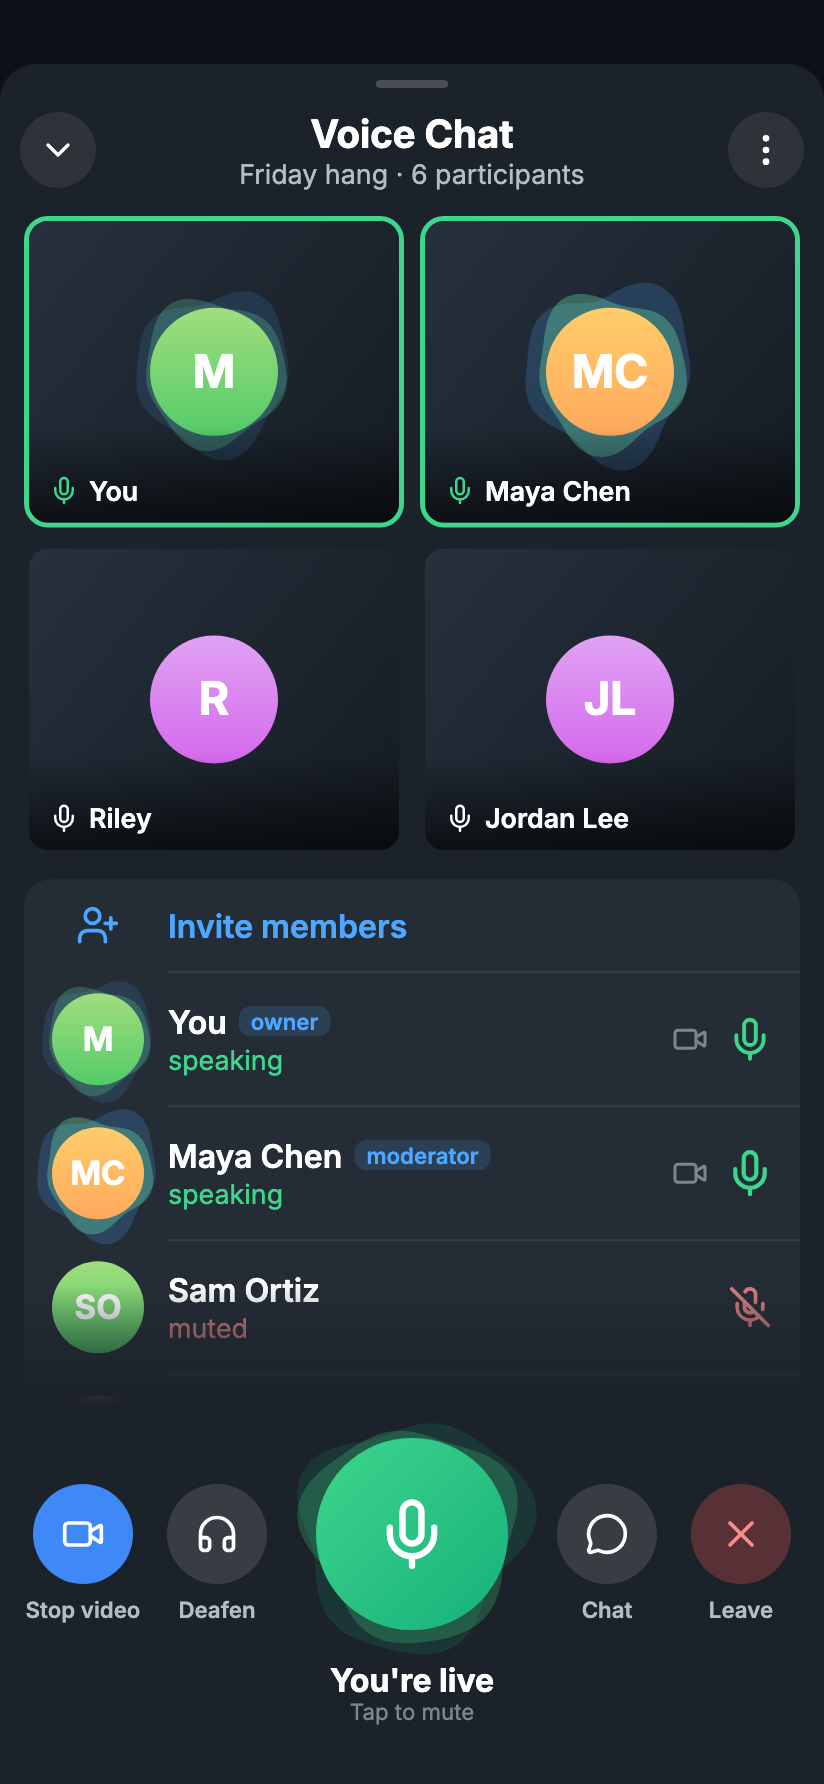 Voice Chat
Friday hang · 6 participants
M
MC
You
Maya Chen
R
JL
Riley
Jordan Lee
Invite members
M
You owner
speaking
MC
Maya Chen moderator
speaking
SO
Sam Ortiz
muted
Stop video
Deafen
Chat
Leave
You're live
Tap to mute